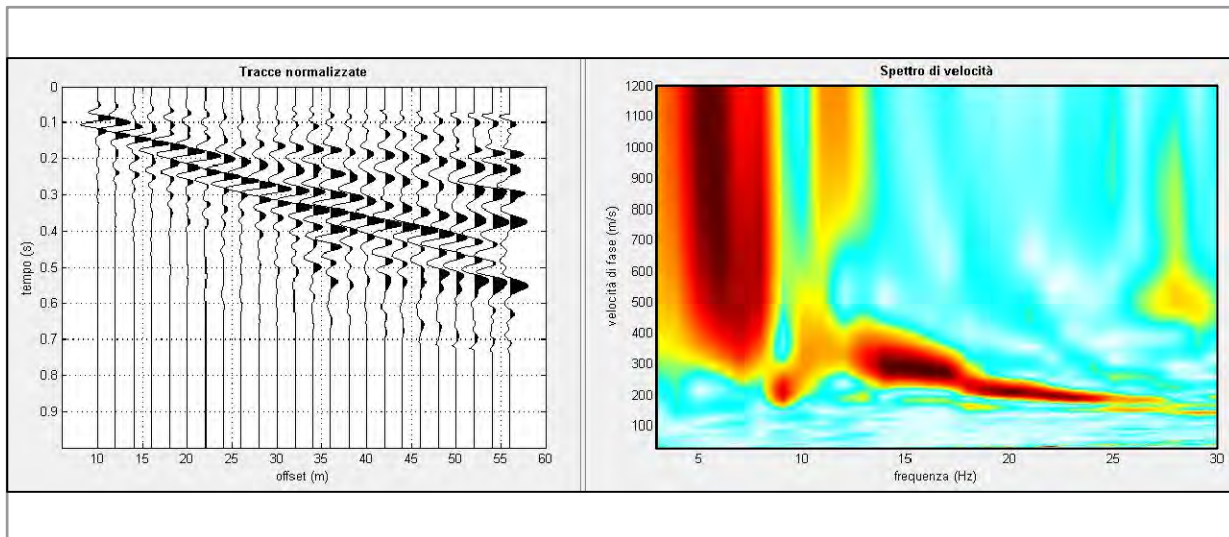 Tracce normalizzate
0
0.1
0.2
0.3
0.4
0.5
0.6
0.7
0.8
0.9
tempo (s)
10 15 20 25 30 35 40 45 50 55 60
offset (m)
Spettro di velocità
1200
1100
1000
900
800
700
600
500
400
300
200
100
velocità di fase (m/s)
5 10 15 20 25 30
frequenza (Hz)